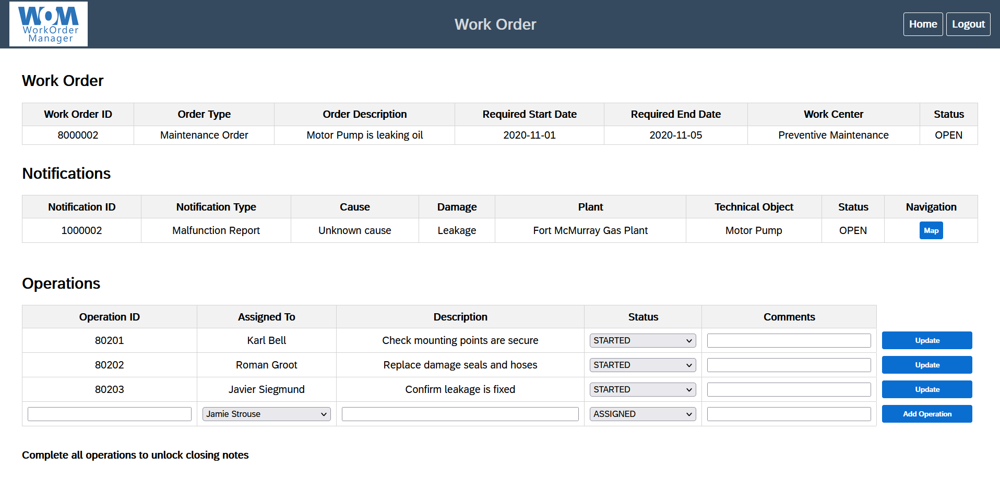 WOM
WorkOrder
Manager
Work Order
Home Logout
Work Order
Work Order ID Order Type Order Description Required Start Date Required End Date Work Center Status
8000002 Maintenance Order Motor Pump is leaking oil 2020-11-01 2020-11-05 Preventive Maintenance OPEN
Notifications
Notification ID Notification Type Cause Damage Plant Technical Object Status Navigation
1000002 Malfunction Report Unknown cause Leakage Fort McMurray Gas Plant Motor Pump OPEN Map
Operations
Operation ID Assigned To Description Status Comments
80201 Karl Bell Check mounting points are secure STARTED Update
80202 Roman Groot Replace damage seals and hoses STARTED Update
80203 Javier Siegmund Confirm leakage is fixed STARTED Update
Jamie Strouse ASSIGNED Add Operation
Complete all operations to unlock closing notes